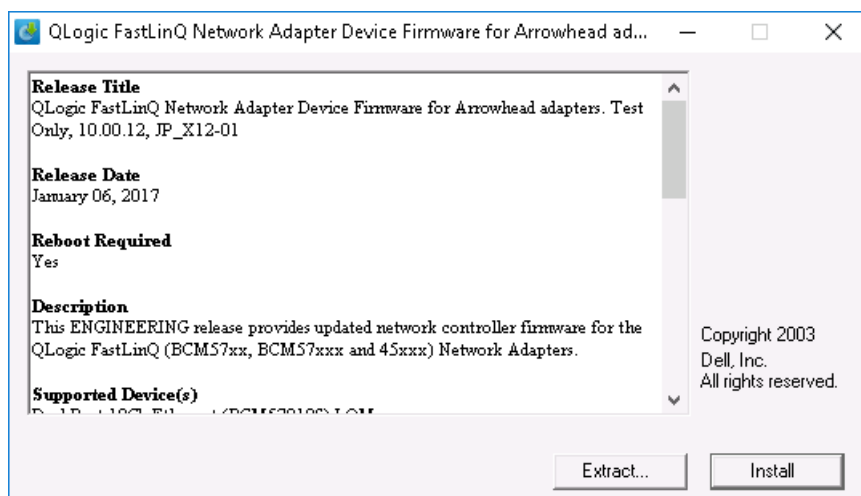 QLogic FastLinQ Network Adapter Device Firmware for Arrowhead ad...
Release Title
QLogic FastLinQ Network Adapter Device Firmware for Arrowhead adapters. Test
Only, 10.00.12, JP_X12-01
Release Date
January 06, 2017
Reboot Required
Yes
Description
This ENGINEERING release provides updated network controller firmware for the
QLogic FastLinQ (BCM57xx, BCM57xxx and 45xxx) Network Adapters.
Supported Device(s)
Copyright 2003
Dell, Inc.
All rights reserved.
Extract...
Install